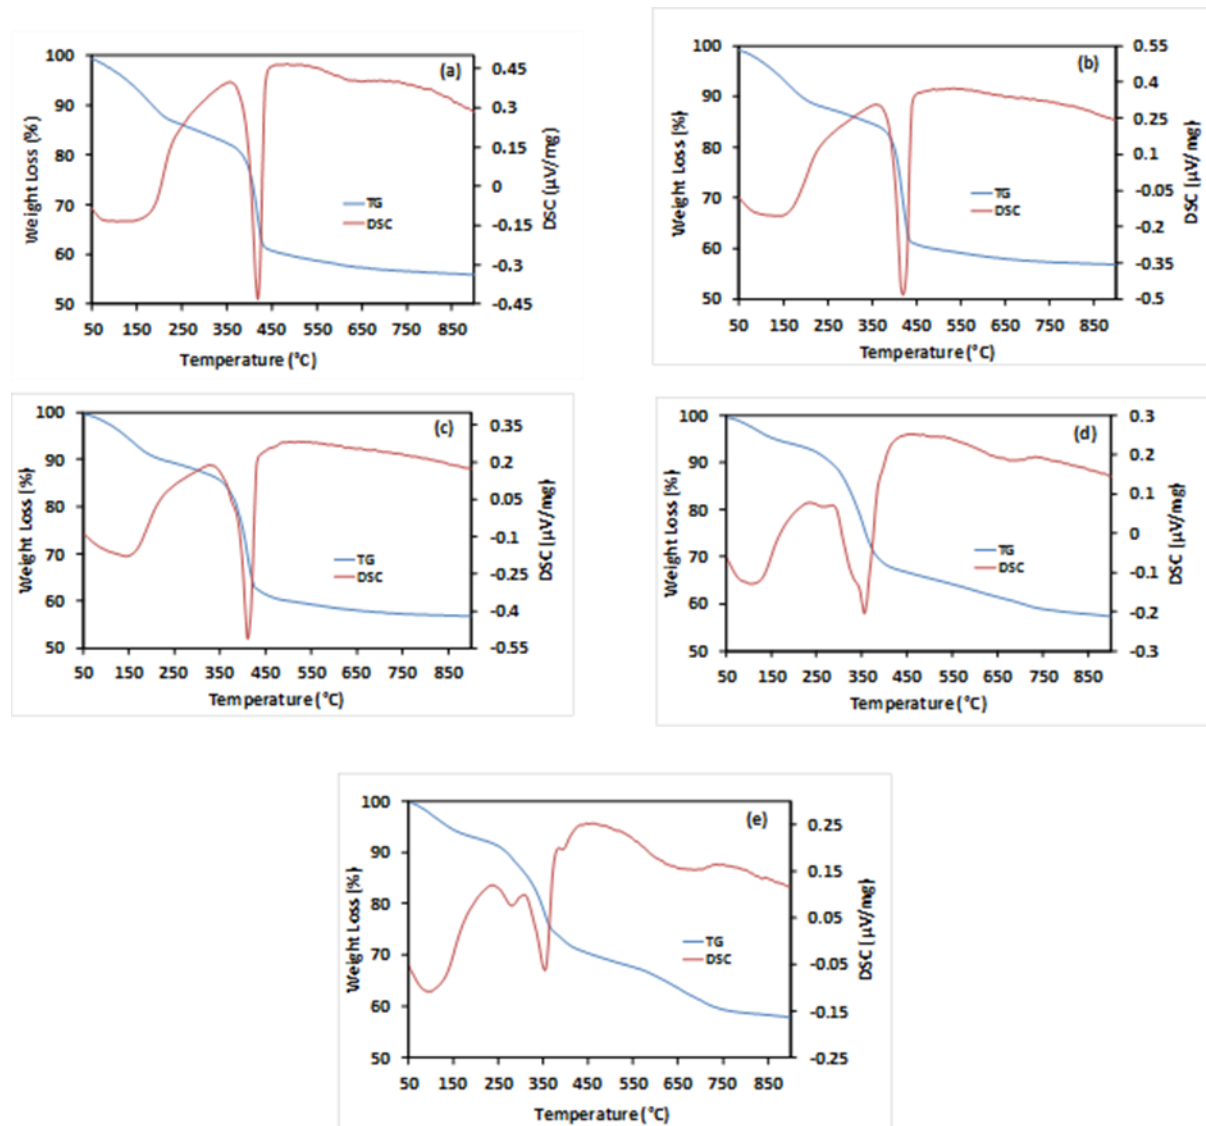 (a)
100
90
80
70
60
50
Weight Loss (%)
0.45
0.3
0.15
0
-0.15
-0.3
-0.45
DSC (µV/mg)
TG
DSC
50 150 250 350 450 550 650 750 850
Temperature (°C)
(b)
100
90
80
70
60
50
Weight Loss (%)
0.55
0.4
0.25
0.1
-0.05
-0.2
-0.35
-0.5
DSC (µV/mg)
TG
DSC
50 150 250 350 450 550 650 750 850
Temperature (°C)
(c)
100
90
80
70
60
50
Weight Loss (%)
0.35
0.2
0.05
-0.1
-0.25
-0.4
-0.55
DSC (µV/mg)
TG
DSC
50 150 250 350 450 550 650 750 850
Temperature (°C)
(d)
100
90
80
70
60
50
Weight Loss (%)
0.3
0.2
0.1
0
-0.1
-0.2
-0.3
DSC (µV/mg)
TG
DSC
50 150 250 350 450 550 650 750 850
Temperature (°C)
(e)
100
90
80
70
60
50
Weight Loss (%)
0.25
0.15
0.05
-0.05
-0.15
-0.25
DSC (µV/mg)
TG
DSC
50 150 250 350 450 550 650 750 850
Temperature (°C)